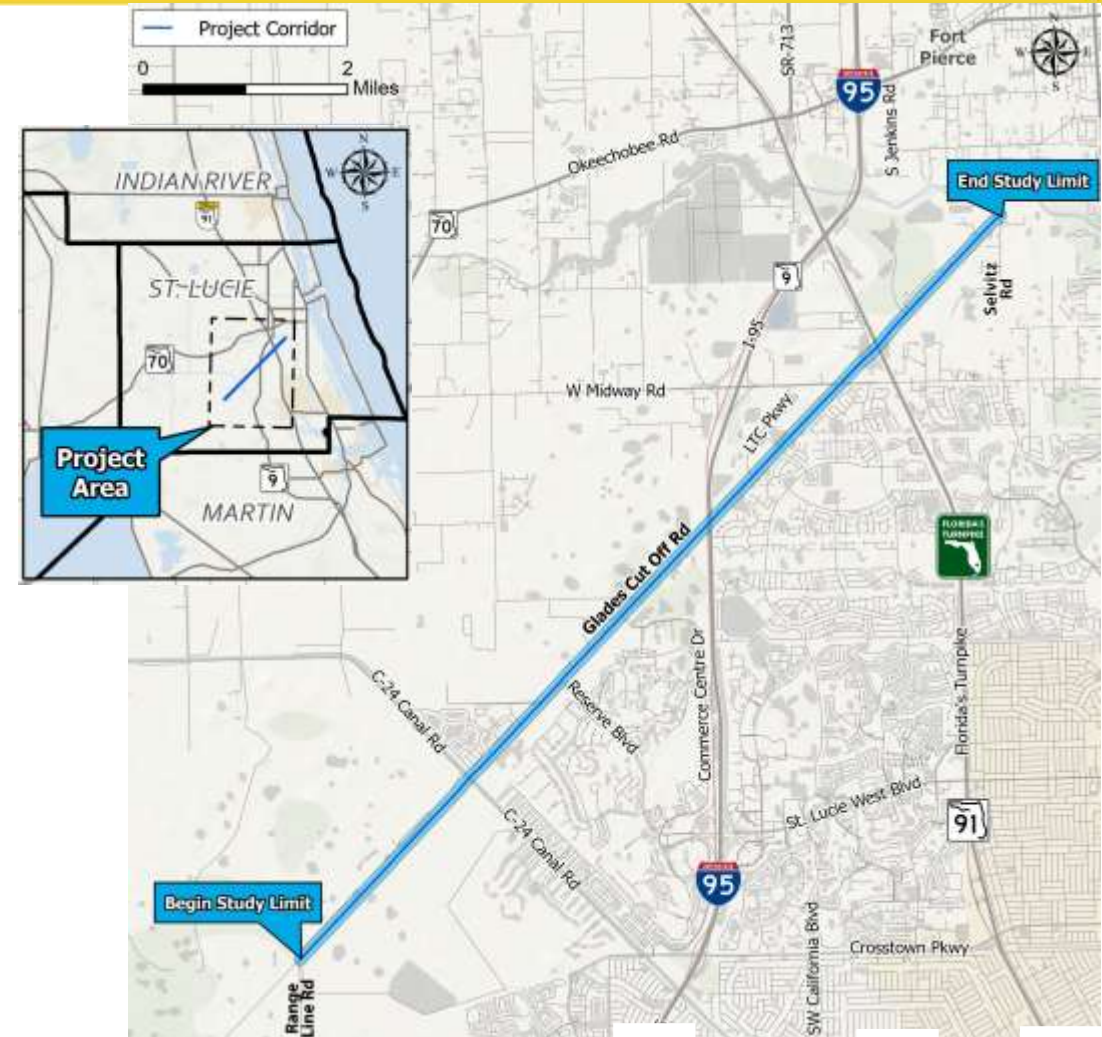 Project Corridor
0 2
Miles
N
W E
S
INDIAN RIVER
91
ST. LUCIE
70
Project
Area
9
MARTIN
SR-713
Fort
Pierce
W E
S
95
S Jenkins Rd
Okeechobee Rd
70
End Study Limit
9
Selvitz
Rd
I-95
W Midway Rd
LTC Pkwy
FLORIDA'S
TURNPIKE
Glades Cut Off Rd
Commerce Centre Dr
Florida's Turnpike
C-24 Canal Rd
Reserve Blvd
St. Lucie West Blvd
91
C-24 Canal Rd
95
Begin Study Limit
SW California Blvd
Crosstown Pkwy
Range
Line Rd